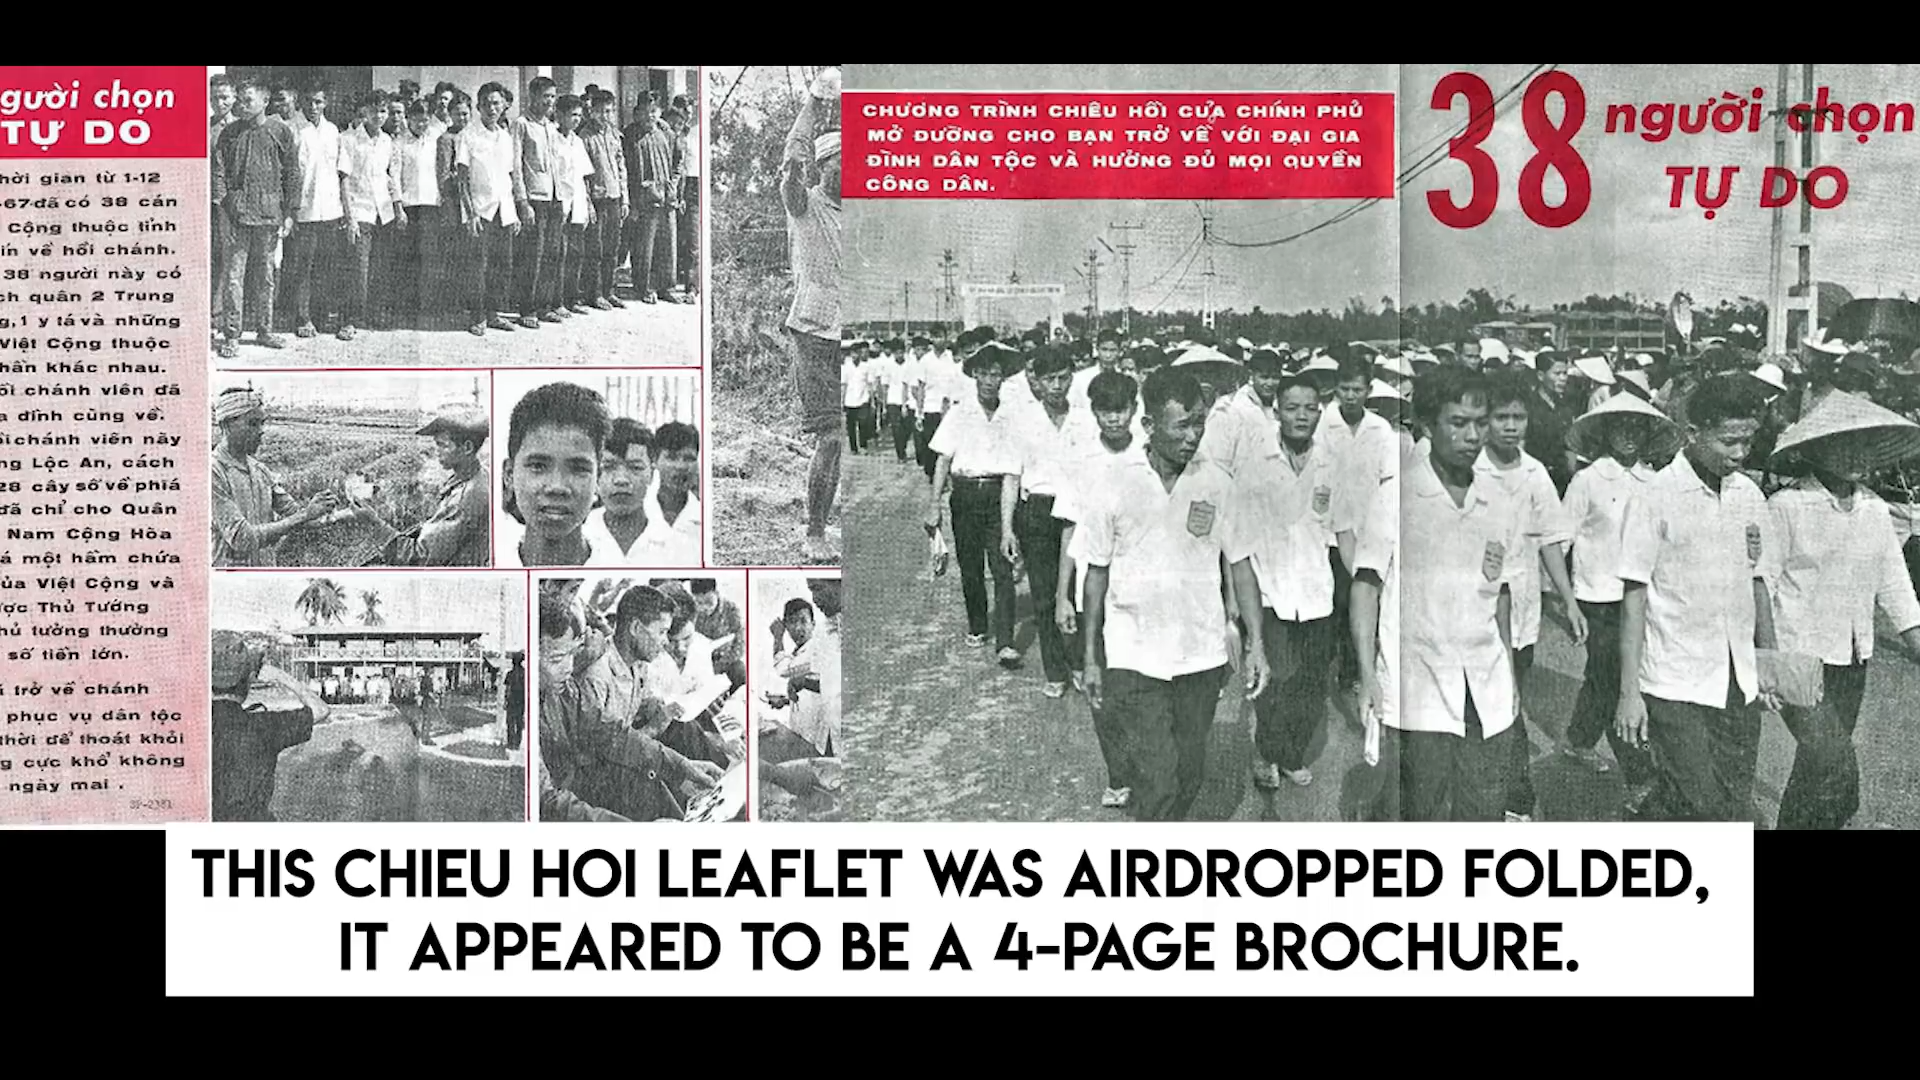 gười chọn
TỰ DO
hời gian từ 1-12
-67 đã có 38 cán
Cộng thuộc tỉnh
ín về hồi chánh.
38 người này có
ch quân 2 Trung
g, 1 y tá và những
Việt Cộng thuộc
hần khác nhau.
ồi chánh viên đã
a đình cùng về.
ồi chánh viên này
ng Lộc An, cách
28 cây số về phía
đã chỉ cho Quân
Nam Cộng Hòa
á một hầm chứa
ủa Việt Cộng và
ược Thủ Tướng
hủ tưởng thưởng
số tiền lớn.
ã trở về chánh
phục vụ dân tộc
thời để thoát khỏi
g cực khổ không
ngày mai .
SP-2381
CHƯƠNG TRÌNH CHIÊU HỒI CỦA CHÍNH PHỦ
MỞ ĐƯỜNG CHO BẠN TRỞ VỀ VỚI ĐẠI GIA
ĐÌNH DÂN TỘC VÀ HƯỞNG ĐỦ MỌI QUYỀN
CÔNG DÂN.
38 người chọn
TỰ DO
THIS CHIEU HOI LEAFLET WAS AIRDROPPED FOLDED,
IT APPEARED TO BE A 4-PAGE BROCHURE.